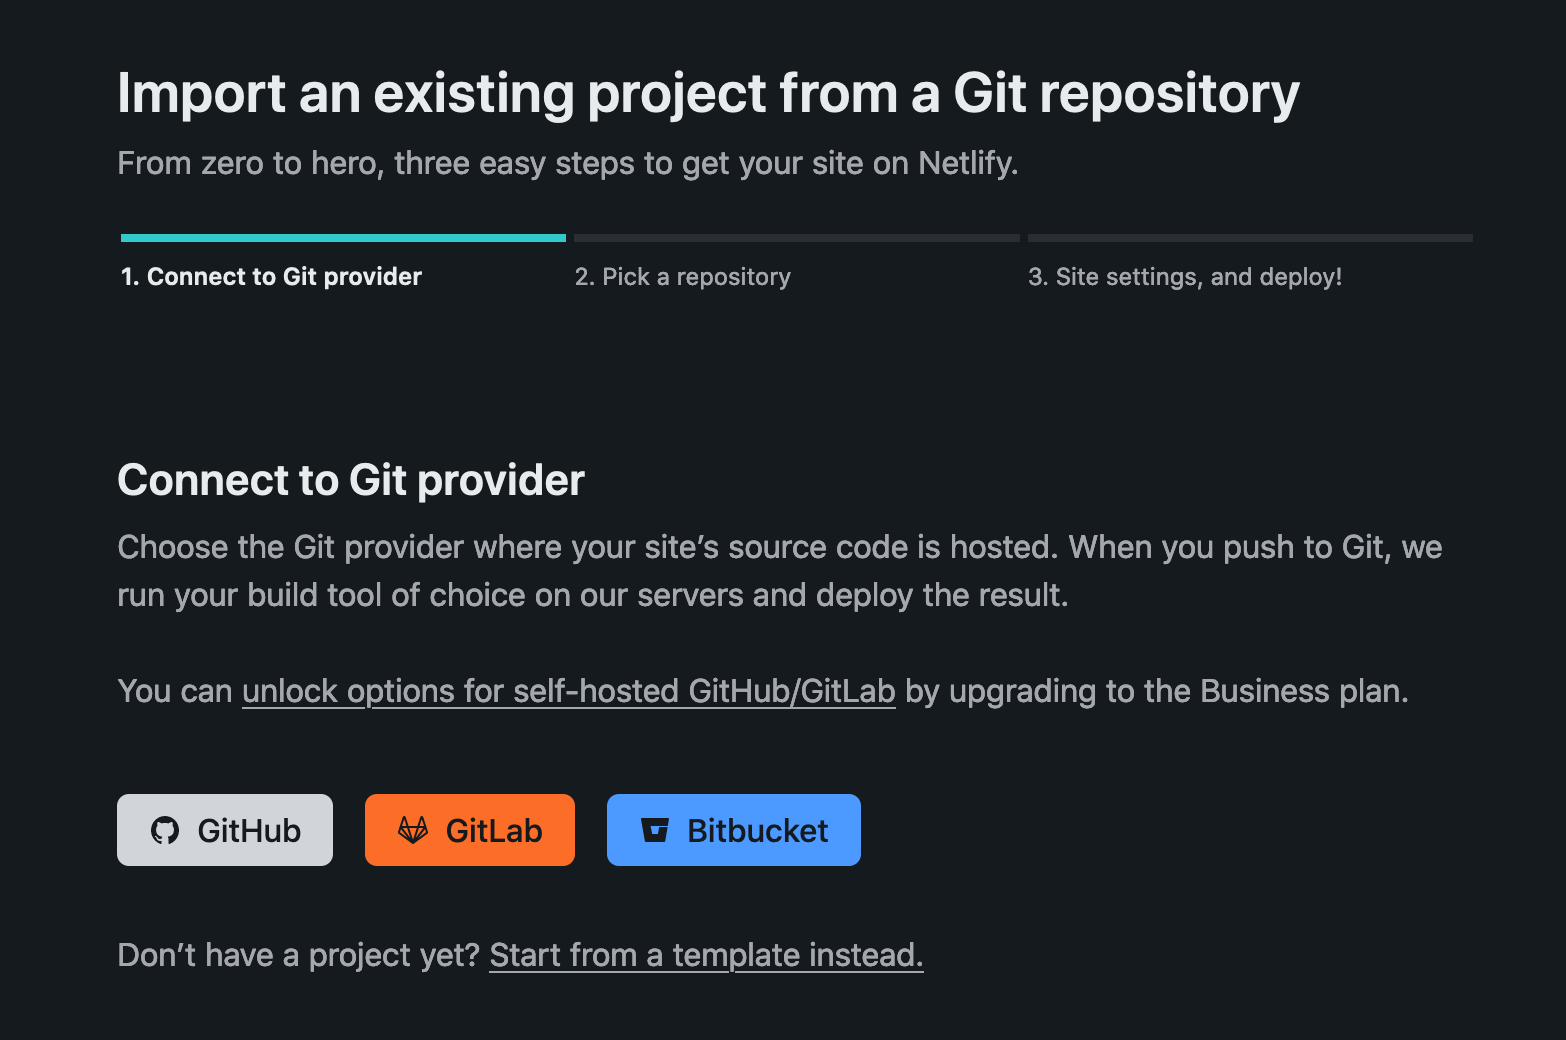 Import an existing project from a Git repository
From zero to hero, three easy steps to get your site on Netlify.
1. Connect to Git provider
2. Pick a repository
3. Site settings, and deploy!
Connect to Git provider
Choose the Git provider where your site’s source code is hosted. When you push to Git, we
run your build tool of choice on our servers and deploy the result.
You can unlock options for self-hosted GitHub/GitLab by upgrading to the Business plan.
GitHub
GitLab
Bitbucket
Don’t have a project yet? Start from a template instead.